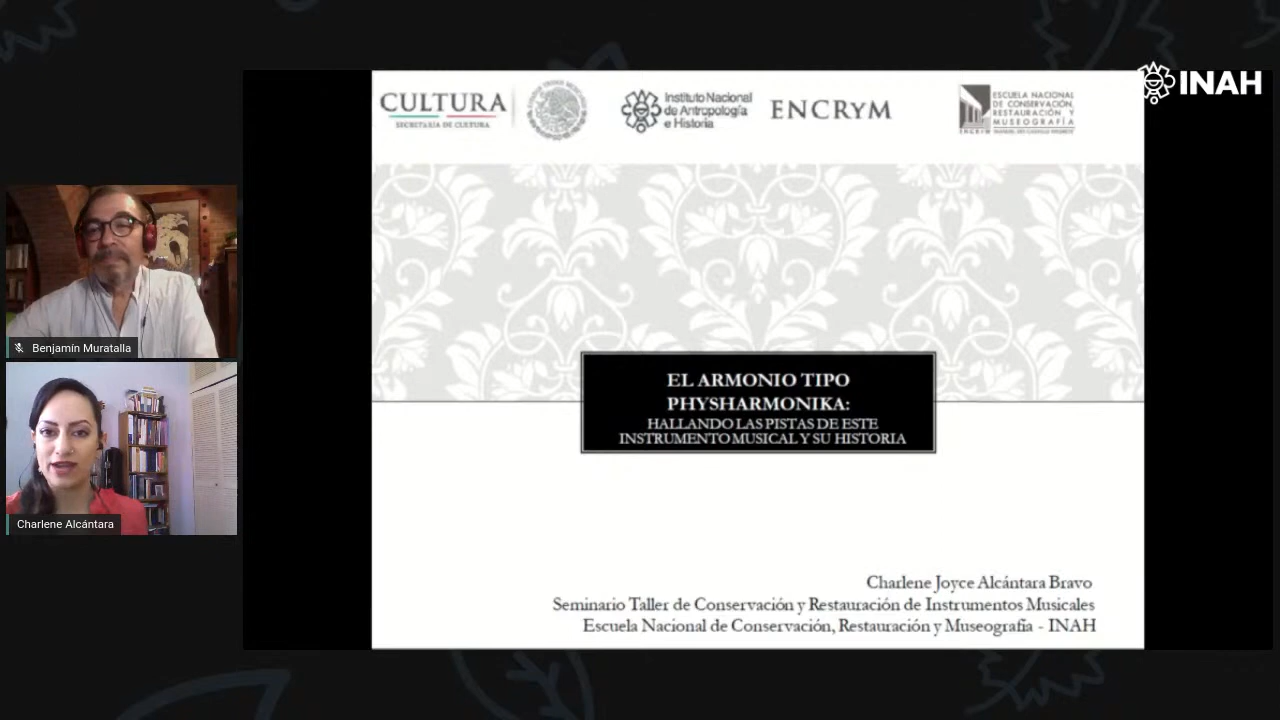 CULTURA
SECRETARÍA DE CULTURA
Instituto Nacional
de Antropología
e Historia
ENCRyM
ESCUELA NACIONAL
DE CONSERVACIÓN,
RESTAURACIÓN Y
MUSEOGRAFÍA
ENCRyM
INAH
Benjamín Muratalla
Charlene Alcántara
EL ARMONIO TIPO
PHYSHARMONIKA:
HALLANDO LAS PISTAS DE ESTE
INSTRUMENTO MUSICAL Y SU HISTORIA
Charlene Joyce Alcántara Bravo
Seminario Taller de Conservación y Restauración de Instrumentos Musicales
Escuela Nacional de Conservación, Restauración y Museografía - INAH